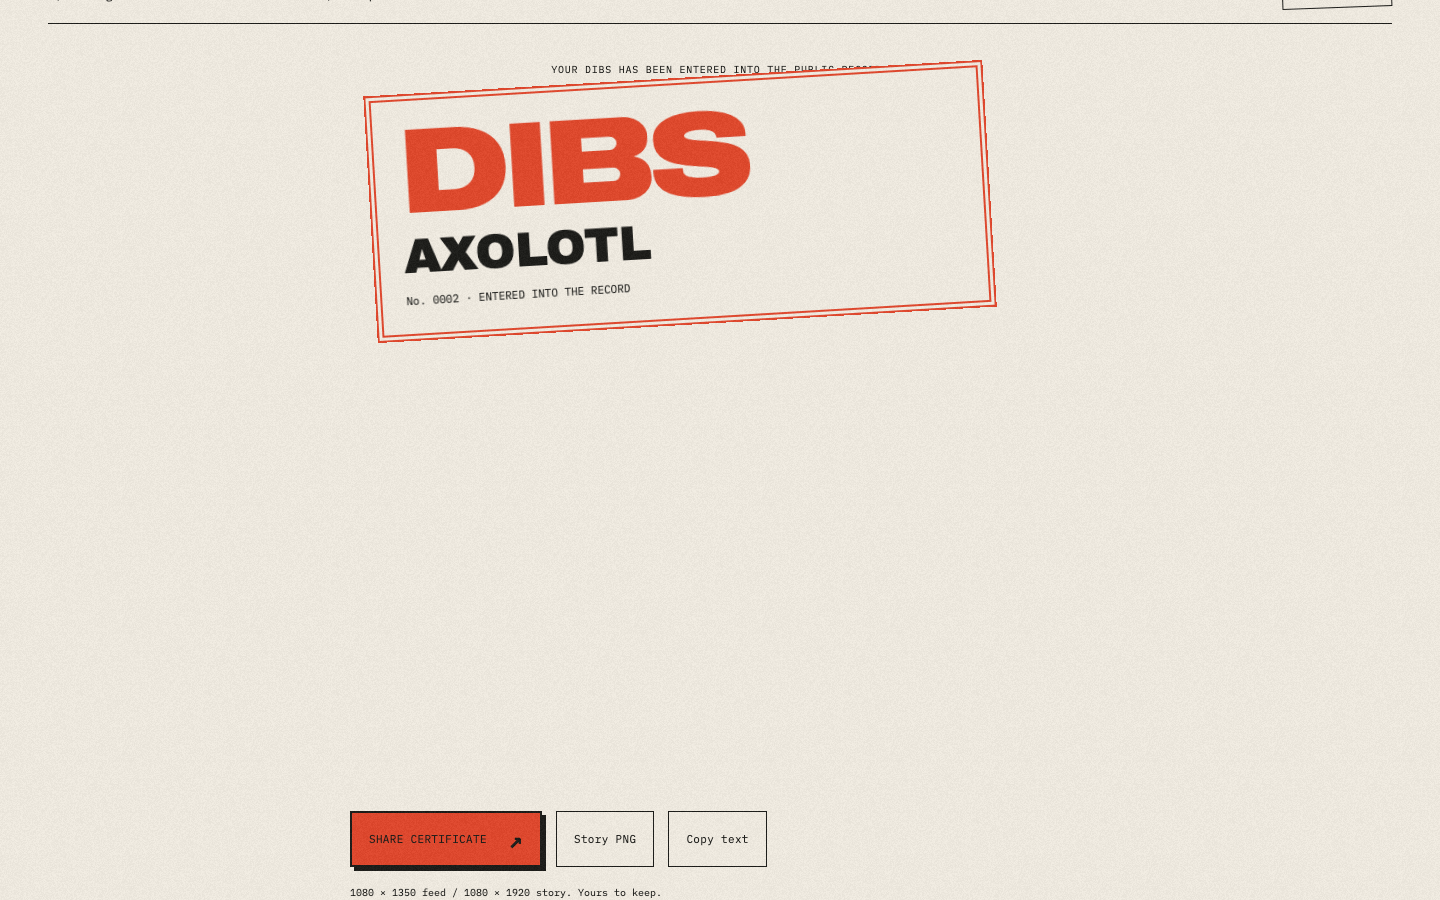 YOUR DIBS HAS BEEN ENTERED INTO THE PUBLIC
DIBS
AXOLOTL
No. 0002 · ENTERED INTO THE RECORD
SHARE CERTIFICATE ↗
Story PNG
Copy text
1080 × 1350 feed / 1080 × 1920 story. Yours to keep.